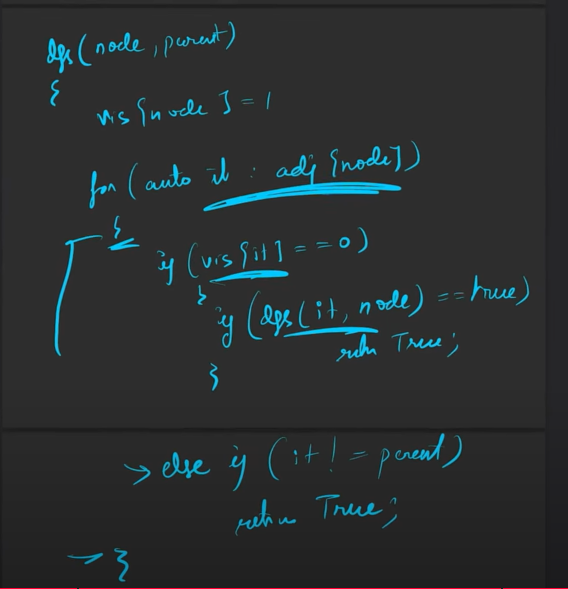 dfs(node, parent)
{
vis[node] = 1
for (auto it : adj[node])
{
if (vis[it] == 0)
{
if (dfs(it, node) == true)
return True;
}
→ else if (it != parent)
return True;
→ }